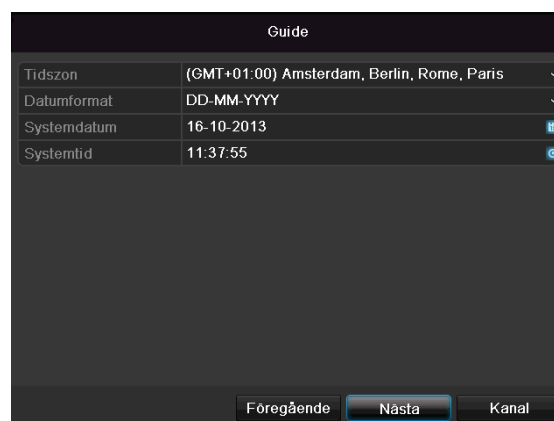 Guide
Tidszon (GMT+01:00) Amsterdam, Berlin, Rome, Paris
Datumformat DD-MM-YYYY
Systemdatum 16-10-2013
Systemtid 11:37:55
Föregående Nästa Kanal